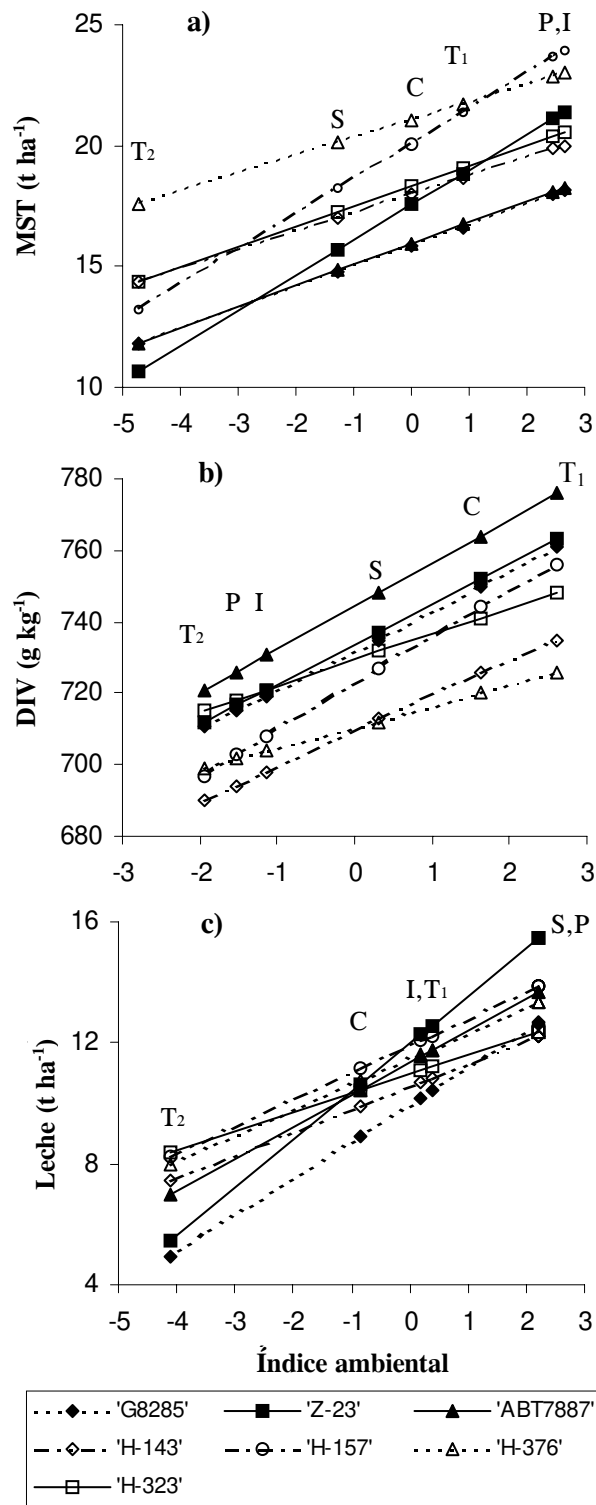 a)
P,I
T1
C
S
T2
25
20
15
10
MST (t ha-1)
-5 -4 -3 -2 -1 0 1 2 3
b)
T1
C
S
P I
T2
780
760
740
720
700
680
DIV (g kg-1)
-3 -2 -1 0 1 2 3
c)
S,P
I,T1
C
T2
16
12
8
4
Leche (t ha-1)
-5 -4 -3 -2 -1 0 1 2 3
Índice ambiental
'G8285' 'Z-23' 'ABT7887'
'H-143' 'H-157' 'H-376'
'H-323'